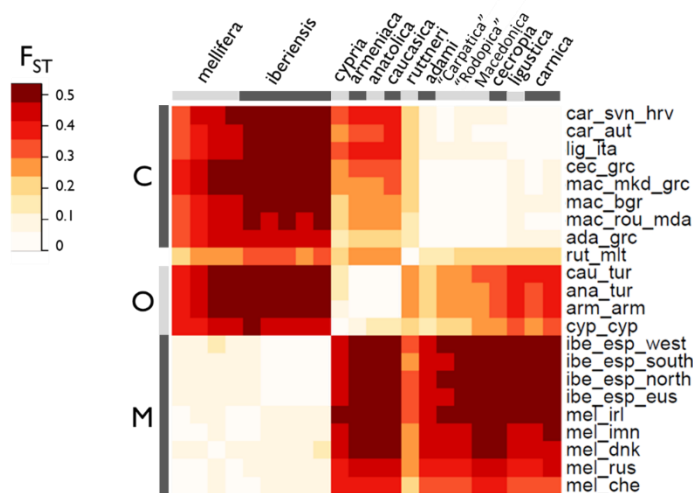 F_ST
0.5
0.4
0.3
0.2
0.1
0
mellifera
iberiensis
cypria
armeniaca
anatolica
caucasica
ruttneri
adami
"Carpatica"
"Rodopica"
Macedonica
cecropia
ligustica
carnica
C
O
M
car_svn_hrv
car_aut
lig_ita
cec_grc
mac_mkd_grc
mac_bgr
mac_rou_mda
ada_grc
rut_mlt
cau_tur
ana_tur
arm_arm
cyp_cyp
ibe_esp_west
ibe_esp_south
ibe_esp_north
ibe_esp_eus
mel_irl
mel_imn
mel_dnk
mel_rus
mel_che